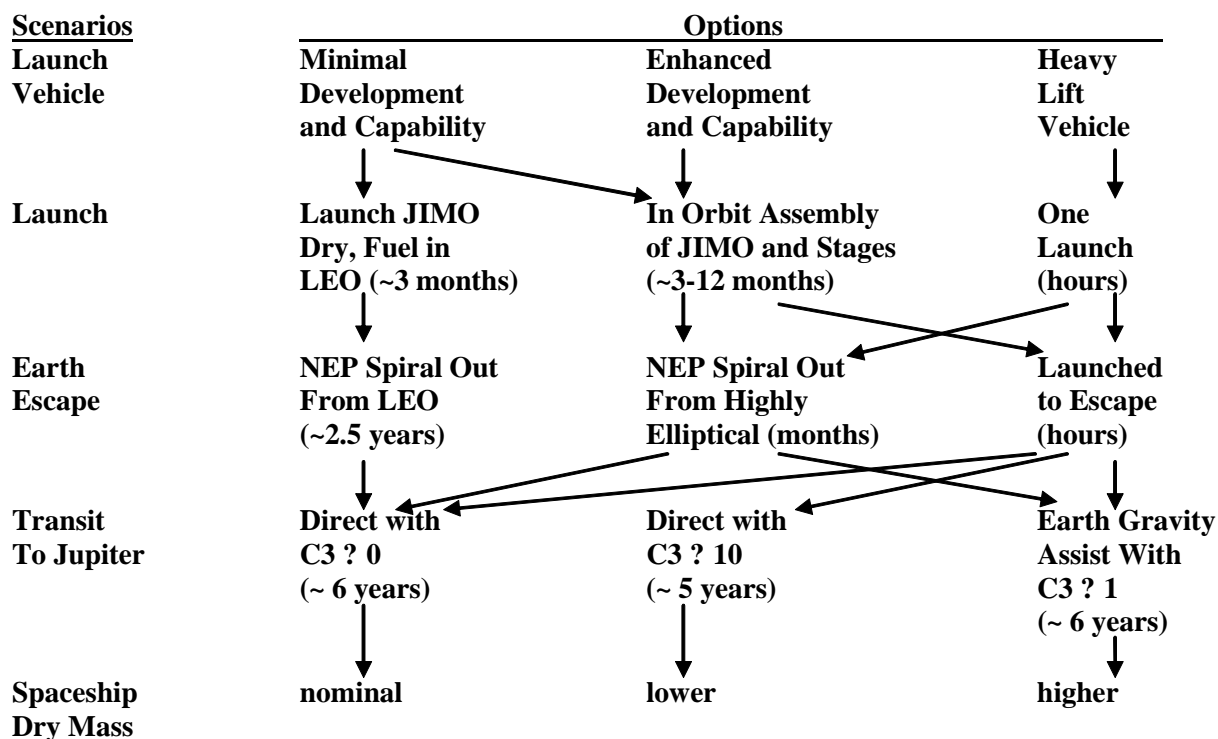 Scenarios Options
Launch Minimal Enhanced Heavy
Vehicle Development Development Lift
and Capability and Capability Vehicle
Launch Launch JIMO In Orbit Assembly One
Dry, Fuel in of JIMO and Stages Launch
LEO (~3 months) (~3-12 months) (hours)
Earth NEP Spiral Out NEP Spiral Out Launched
Escape From LEO From Highly to Escape
(~2.5 years) Elliptical (months) (hours)
Transit Direct with Direct with Earth Gravity
To Jupiter C3 ? 0 C3 ? 10 Assist With
(~ 6 years) (~ 5 years) C3 ? 1
(~ 6 years)
Spaceship nominal lower higher
Dry Mass